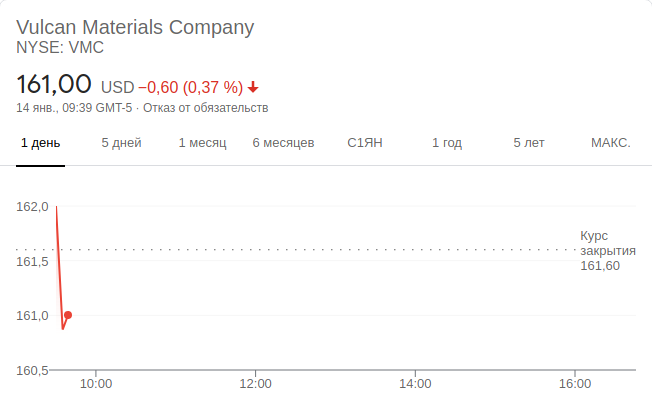 Vulcan Materials Company
NYSE: VMC
161,00 USD −0,60 (0,37 %)
14 янв., 09:39 GMT-5 · Отказ от обязательств
1 день 5 дней 1 месяц 6 месяцев С1ЯН 1 год 5 лет МАКС.
162,0
Курс
закрытия
161,60
161,5
161,0
160,5
10:00 12:00 14:00 16:00